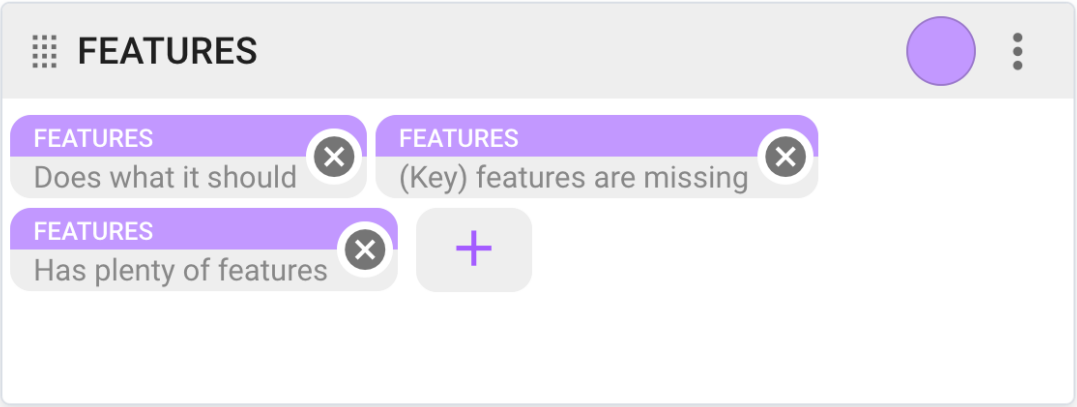 FEATURES
FEATURES
Does what it should
FEATURES
(Key) features are missing
FEATURES
Has plenty of features